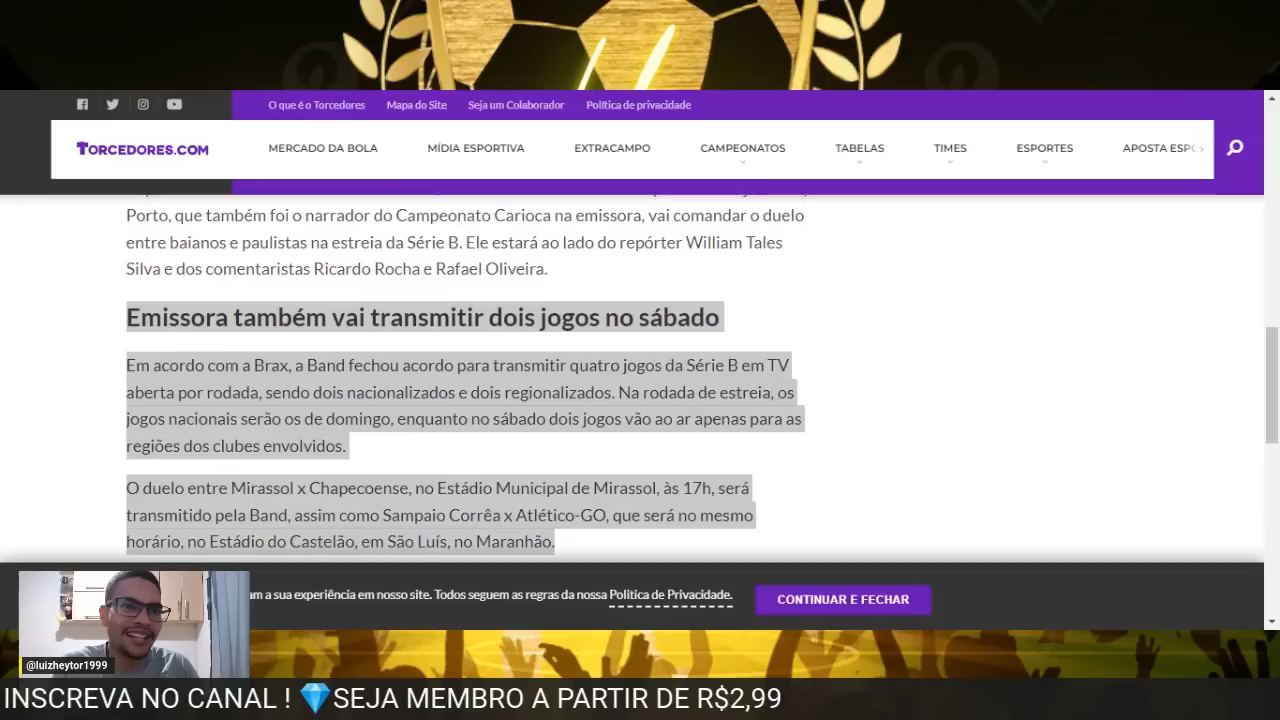 O que é o Torcedores Mapa do Site Seja um Colaborador Política de privacidade
TORCEDORES.COM
MERCADO DA BOLA MÍDIA ESPORTIVA EXTRACAMPO CAMPEONATOS TABELAS TIMES ESPORTES APOSTA ESPO
Porto, que também foi o narrador do Campeonato Carioca na emissora, vai comandar o duelo
entre baianos e paulistas na estreia da Série B. Ele estará ao lado do repórter William Tales
Silva e dos comentaristas Ricardo Rocha e Rafael Oliveira.
Emissora também vai transmitir dois jogos no sábado
Em acordo com a Brax, a Band fechou acordo para transmitir quatro jogos da Série B em TV
aberta por rodada, sendo dois nacionalizados e dois regionalizados. Na rodada de estreia, os
jogos nacionais serão os de domingo, enquanto no sábado dois jogos vão ao ar apenas para as
regiões dos clubes envolvidos.
O duelo entre Mirassol x Chapecoense, no Estádio Municipal de Mirassol, às 17h, será
transmitido pela Band, assim como Sampaio Corrêa x Atlético-GO, que será no mesmo
horário, no Estádio do Castelão, em São Luís, no Maranhão.
am a sua experiência em nosso site. Todos seguem as regras da nossa Política de Privacidade.
CONTINUAR E FECHAR
@luizheytor1999
INSCREVA NO CANAL ! 💎SEJA MEMBRO A PARTIR DE R$2,99